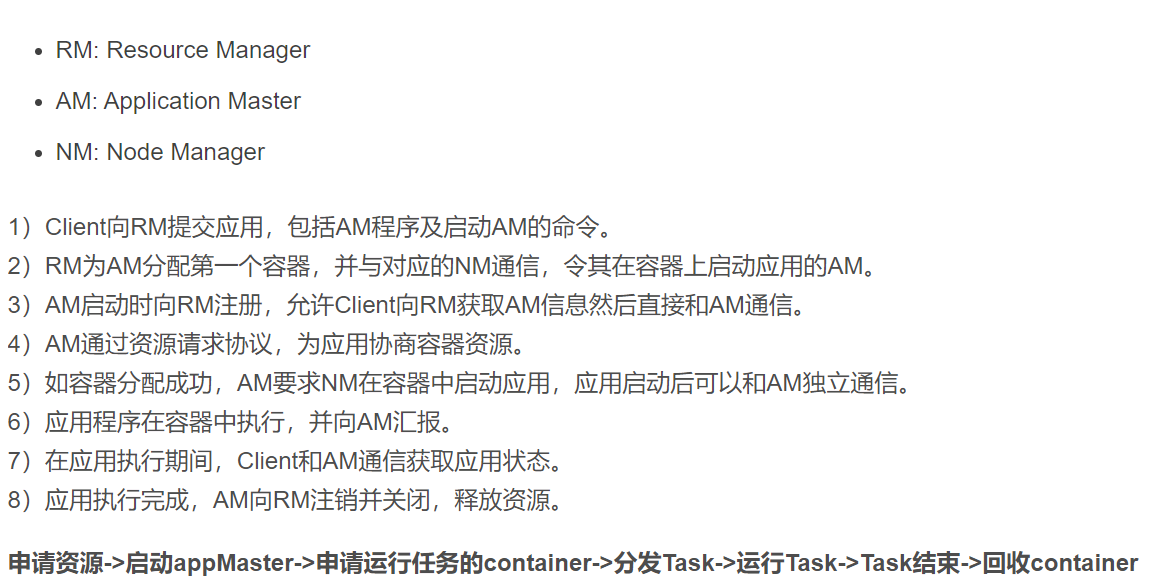 • RM: Resource Manager
• AM: Application Master
• NM: Node Manager
1）Client向RM提交应用，包括AM程序及启动AM的命令。
2）RM为AM分配第一个容器，并与对应的NM通信，令其在容器上启动应用的AM。
3）AM启动时向RM注册，允许Client向RM获取AM信息然后直接和AM通信。
4）AM通过资源请求协议，为应用协商容器资源。
5）如容器分配成功，AM要求NM在容器中启动应用，应用启动后可以和AM独立通信。
6）应用程序在容器中执行，并向AM汇报。
7）在应用执行期间，Client和AM通信获取应用状态。
8）应用执行完成，AM向RM注销并关闭，释放资源。
申请资源->启动appMaster->申请运行任务的container->分发Task->运行Task->Task结束->回收container